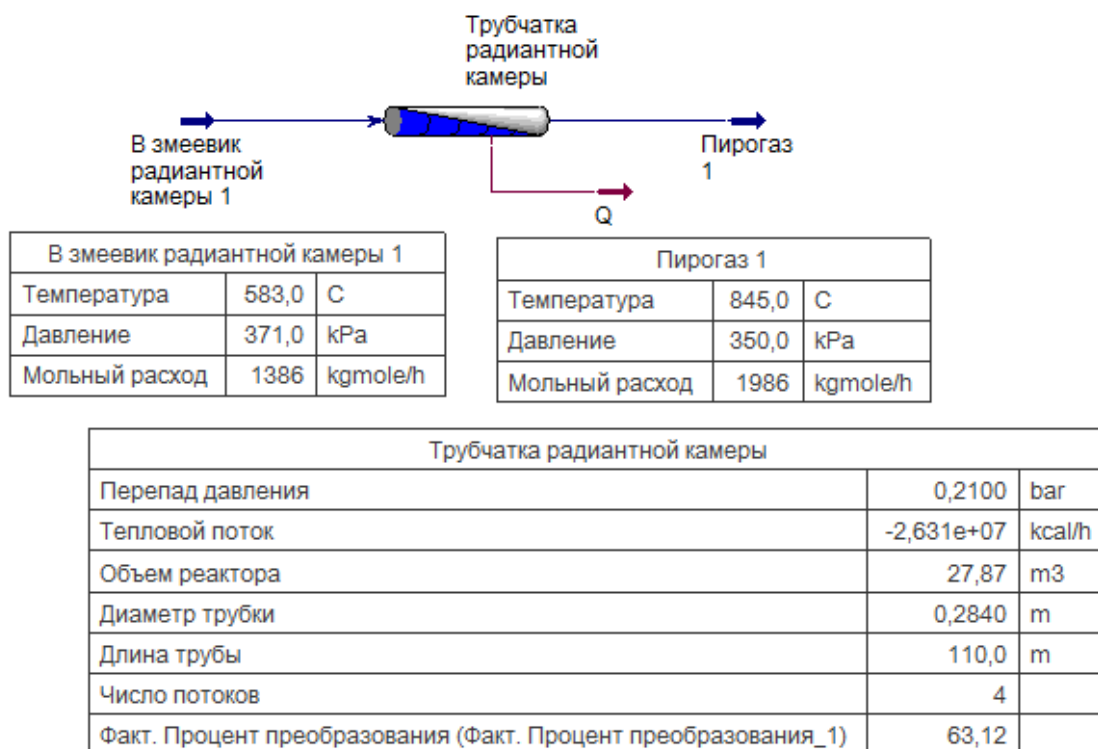 Трубчатка
радиантной
камеры
В змеевик
радиантной
камеры 1
Пирогаз
1
Q
В змеевик радиантной камеры 1
Температура 583,0 C
Давление 371,0 kPa
Мольный расход 1386 kgmole/h
Пирогаз 1
Температура 845,0 C
Давление 350,0 kPa
Мольный расход 1986 kgmole/h
Трубчатка радиантной камеры
Перепад давления 0,2100 bar
Тепловой поток -2,631e+07 kcal/h
Объем реактора 27,87 m3
Диаметр трубки 0,2840 m
Длина трубы 110,0 m
Число потоков 4
Факт. Процент преобразования (Факт. Процент преобразования_1) 63,12